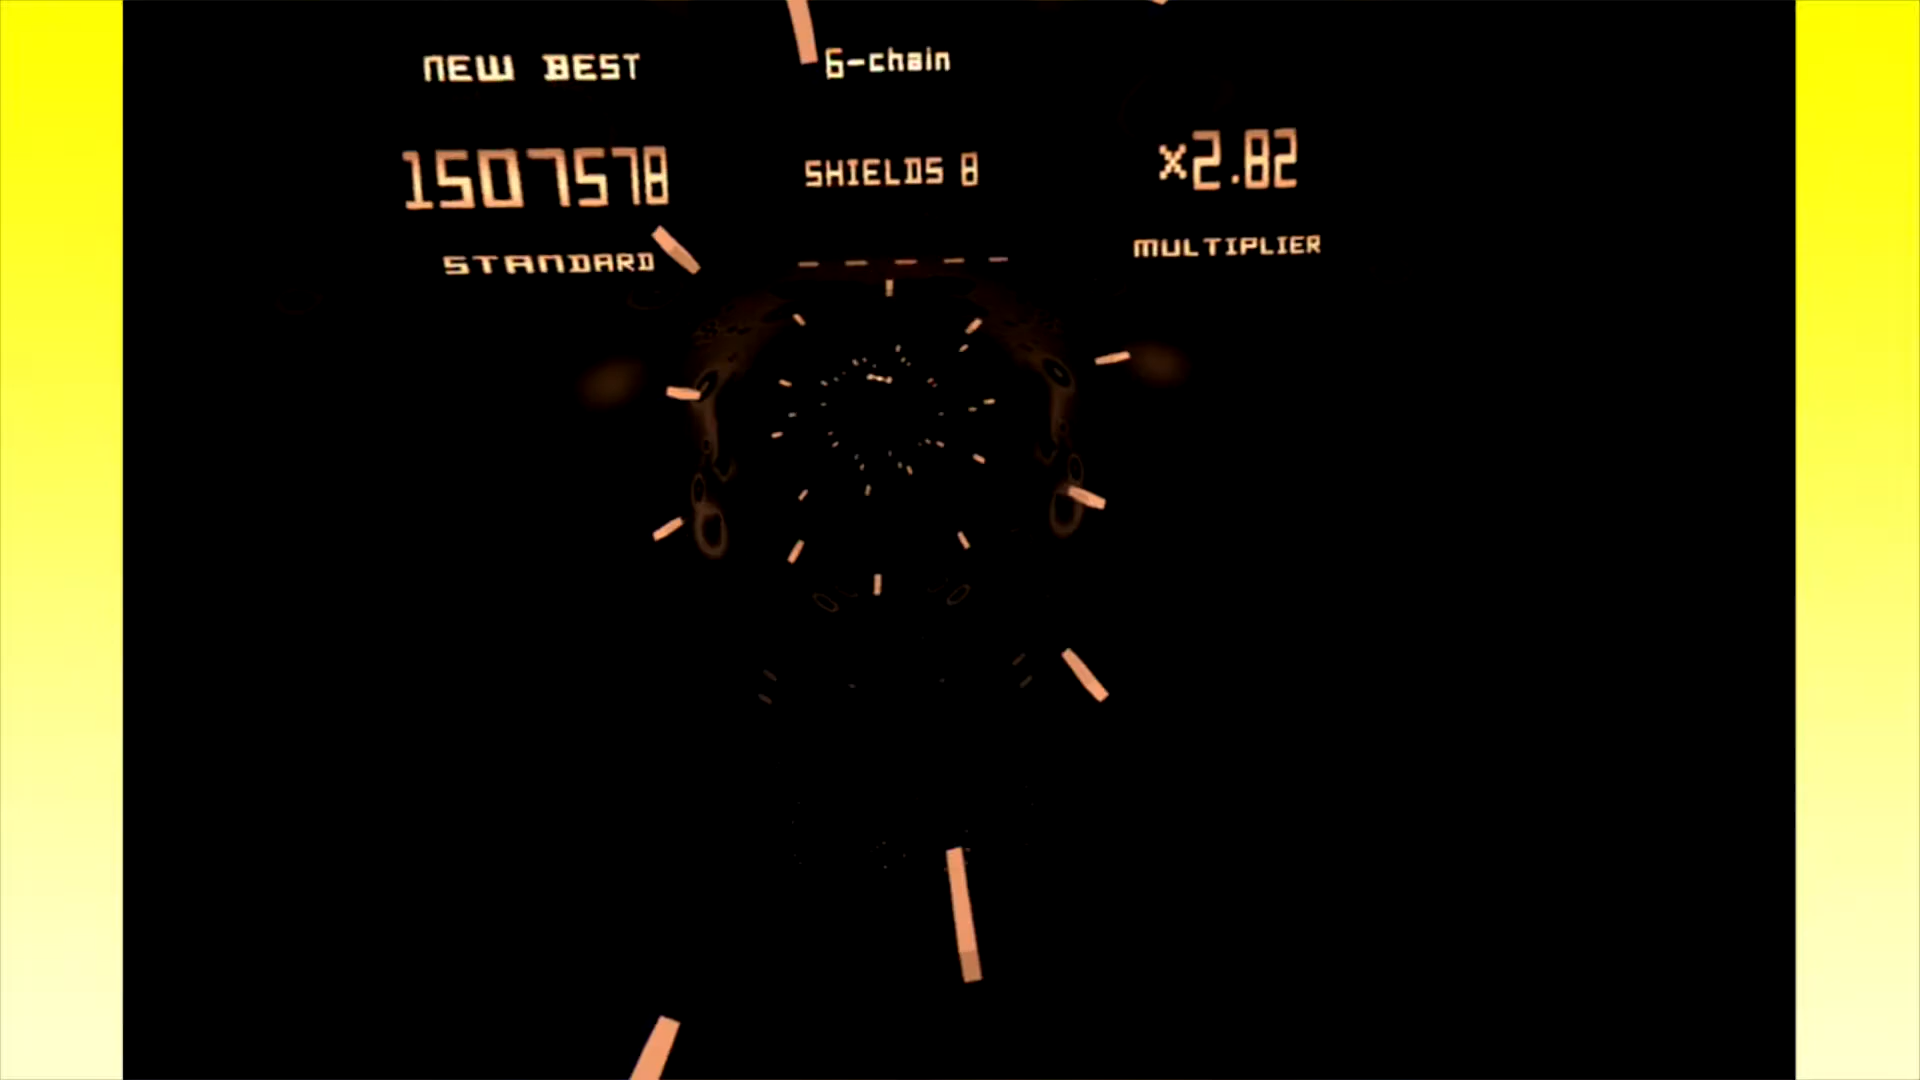 NEW BEST
6-chain
1507578
SHIELDS 8
x2.82
STANDARD
MULTIPLIER